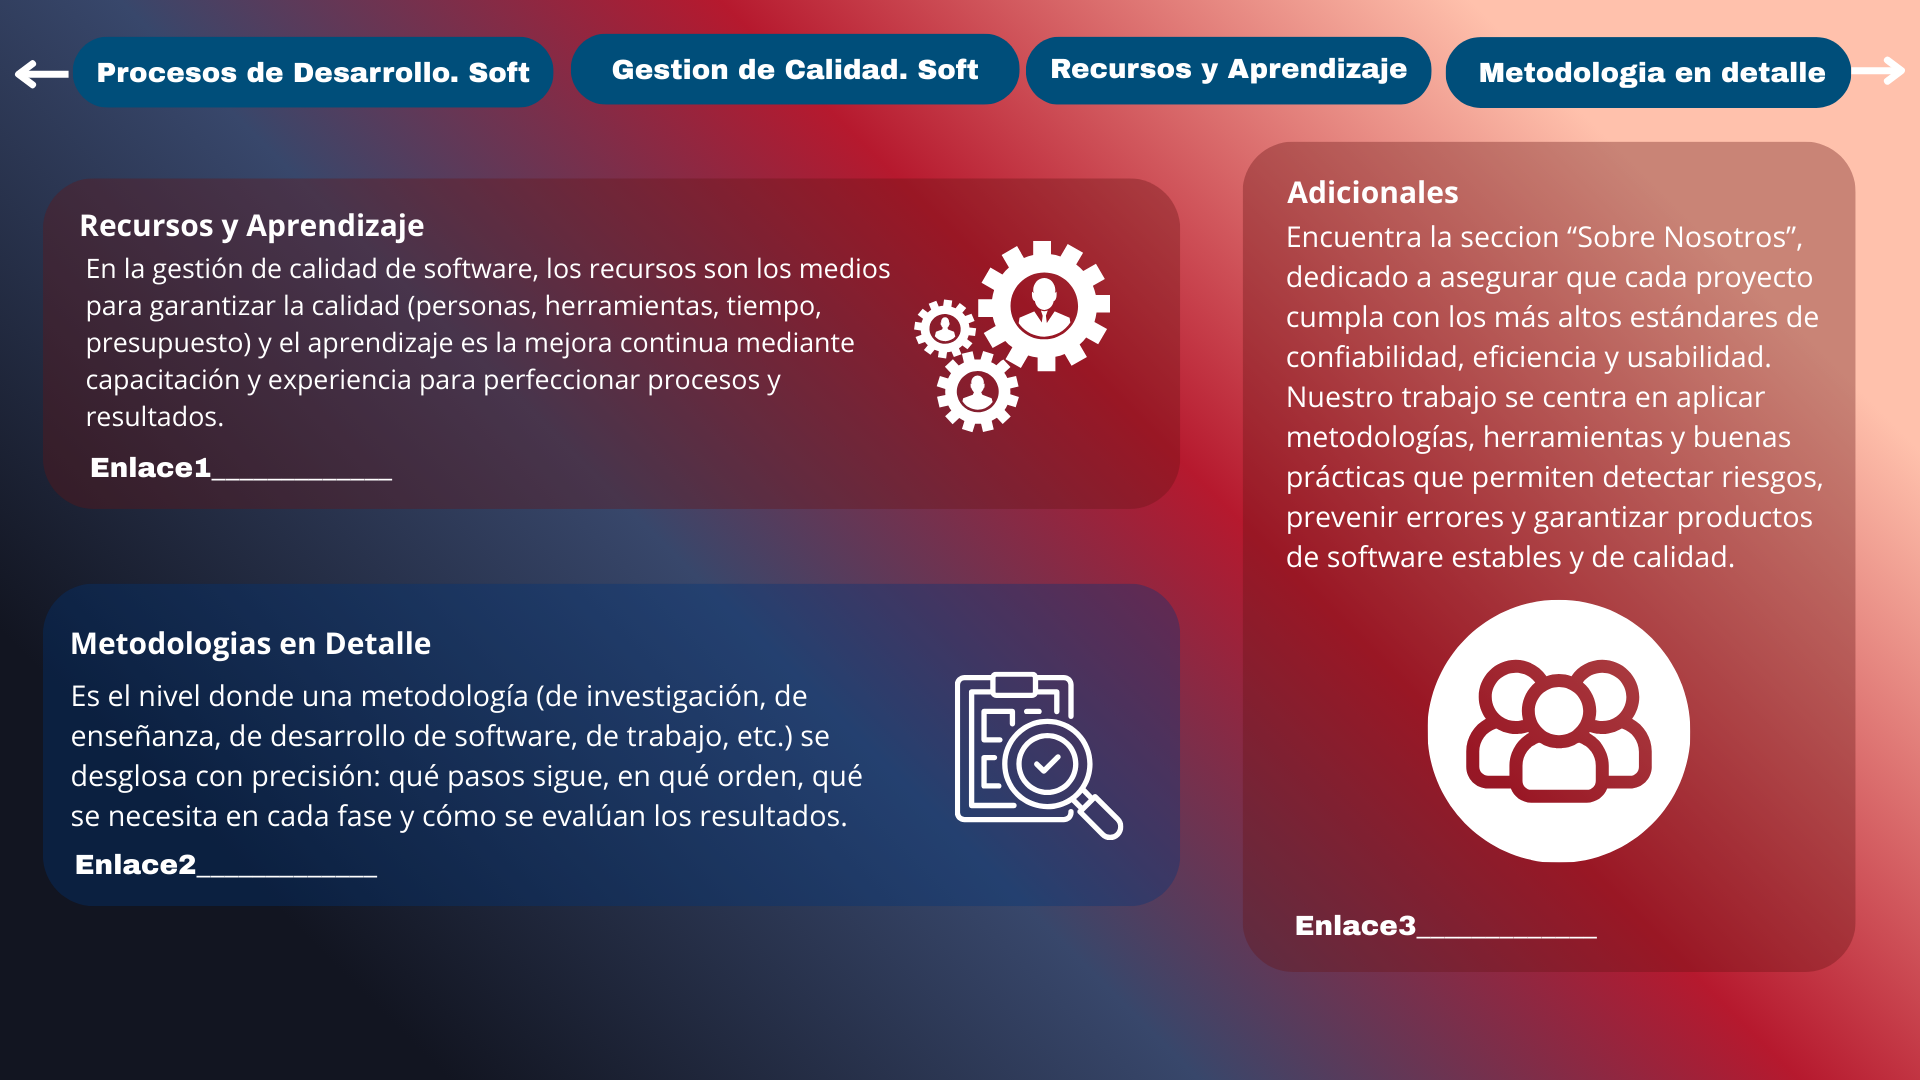 Procesos de Desarrollo. Soft
Gestion de Calidad. Soft
Recursos y Aprendizaje
Metodologia en detalle
Recursos y Aprendizaje
En la gestión de calidad de software, los recursos son los medios
para garantizar la calidad (personas, herramientas, tiempo,
presupuesto) y el aprendizaje es la mejora continua mediante
capacitación y experiencia para perfeccionar procesos y
resultados.
Enlace1_____________
Metodologias en Detalle
Es el nivel donde una metodología (de investigación, de
enseñanza, de desarrollo de software, de trabajo, etc.) se
desglosa con precisión: qué pasos sigue, en qué orden, qué
se necesita en cada fase y cómo se evalúan los resultados.
Enlace2_____________
Adicionales
Encuentra la seccion “Sobre Nosotros”,
dedicado a asegurar que cada proyecto
cumpla con los más altos estándares de
confiabilidad, eficiencia y usabilidad.
Nuestro trabajo se centra en aplicar
metodologías, herramientas y buenas
prácticas que permiten detectar riesgos,
prevenir errores y garantizar productos
de software estables y de calidad.
Enlace3_____________